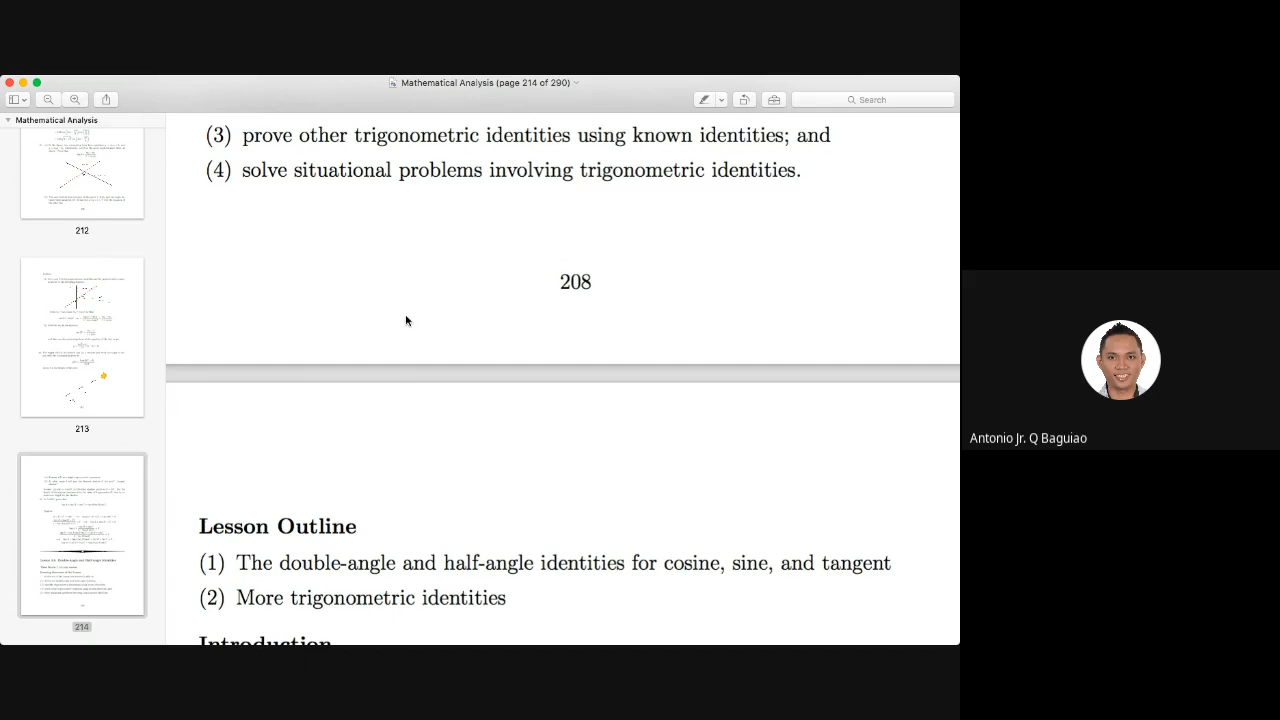 Mathematical Analysis (page 214 of 290)
Search
Mathematical Analysis
212
213
214
(3) prove other trigonometric identities using known identities; and
(4) solve situational problems involving trigonometric identities.
208
Lesson Outline
(1) The double-angle and half-angle identities for cosine, sine, and tangent
(2) More trigonometric identities
Introduction
Antonio Jr. Q Baguiao